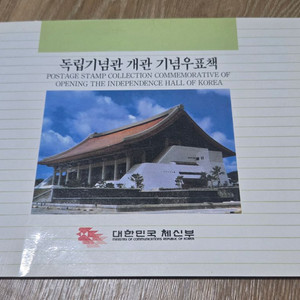 독립기념관 개관 기념우표책
POSTAGE STAMP COLLECTION COMMEMORATIVE OF
OPENING THE INDEPENDENCE HALL OF KOREA
대한민국 체신부
MINISTRY OF COMMUNICATIONS REPUBLIC OF KOREA